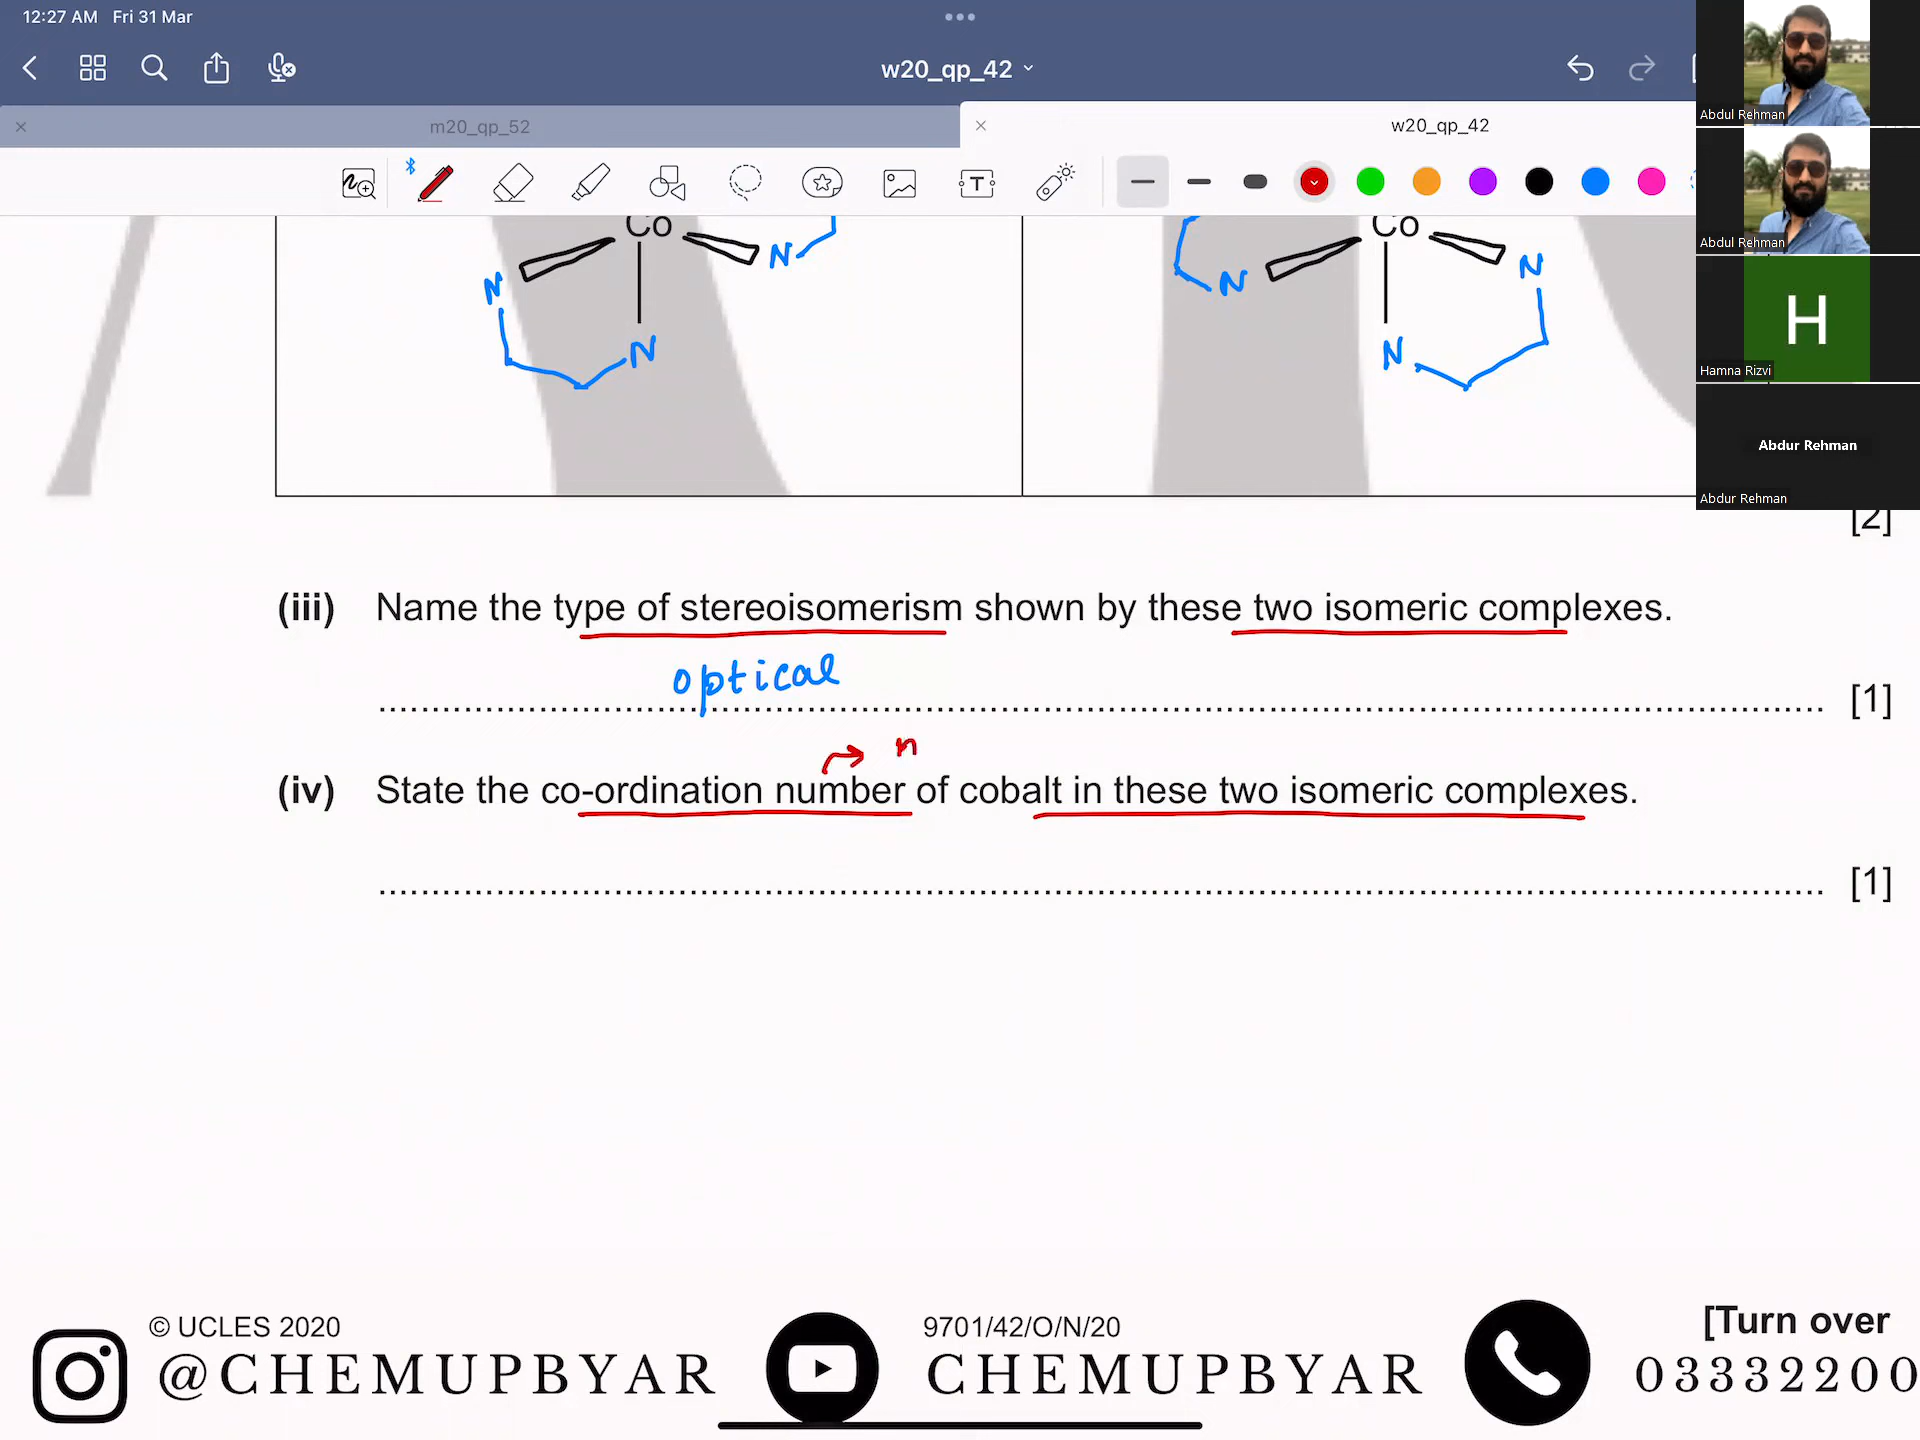 12:27 AM Fri 31 Mar
w20_qp_42
m20_qp_52
w20_qp_42
Abdul Rehman
Abdul Rehman
H
Hamna Rizvi
Abdur Rehman
Abdur Rehman
T
Co
N
N
N
Co
N
N
N
[2]
(iii) Name the type of stereoisomerism shown by these two isomeric complexes.
optical
[1]
n
(iv) State the co-ordination number of cobalt in these two isomeric complexes.
[1]
© UCLES 2020
9701/42/O/N/20
[Turn over
@CHEMUPBYAR
CHEMUPBYAR
03332200